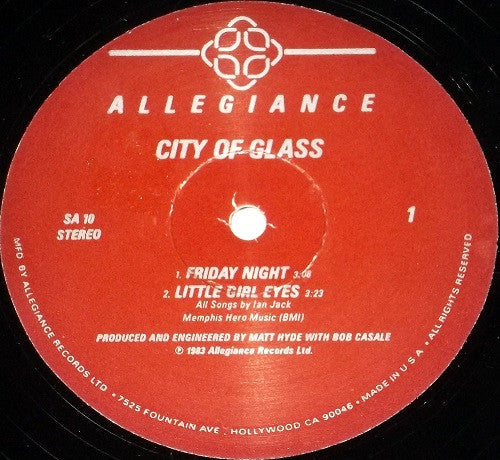 ALLEGIANCE
CITY OF GLASS
SA 10
STEREO
1
1. FRIDAY NIGHT 3:08
2. LITTLE GIRL EYES 3:23
All Songs by Ian Jack
Memphis Hero Music (BMI)
PRODUCED AND ENGINEERED BY MATT HYDE WITH BOB CASALE
℗ 1983 Allegiance Records Ltd.
MFD. BY ALLEGIANCE RECORDS LTD. • 7525 FOUNTAIN AVE., HOLLYWOOD CA 90046 • MADE IN U.S.A. • ALL RIGHTS RESERVED